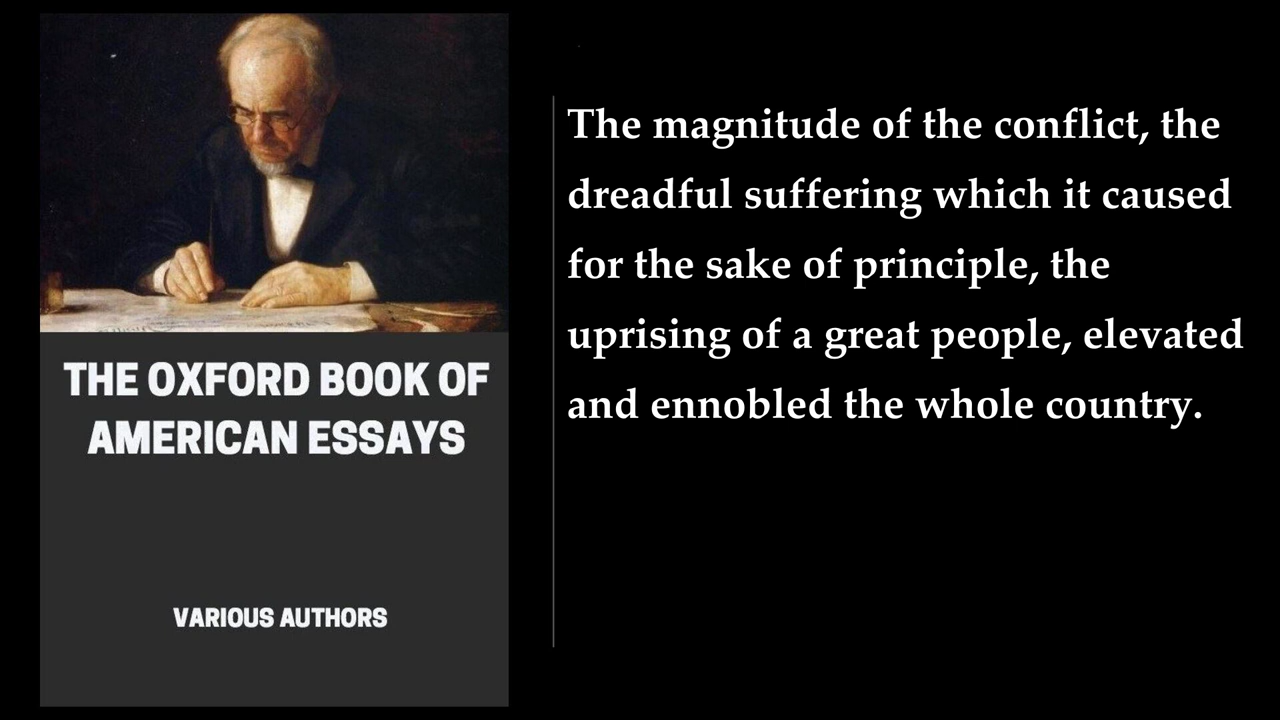 THE OXFORD BOOK OF
AMERICAN ESSAYS
VARIOUS AUTHORS
The magnitude of the conflict, the
dreadful suffering which it caused
for the sake of principle, the
uprising of a great people, elevated
and ennobled the whole country.